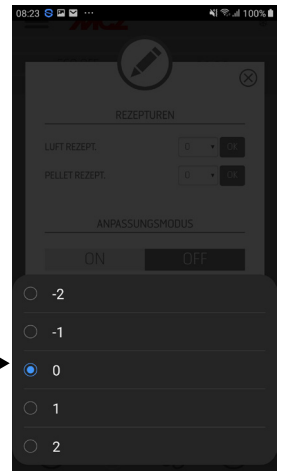 08:23 100%
MCZ
REZEPTUREN
LUFT REZEPT. 0 OK
PELLET REZEPT. 0 OK
ANPASSUNGSMODUS
ON OFF
-2
-1
0
1
2